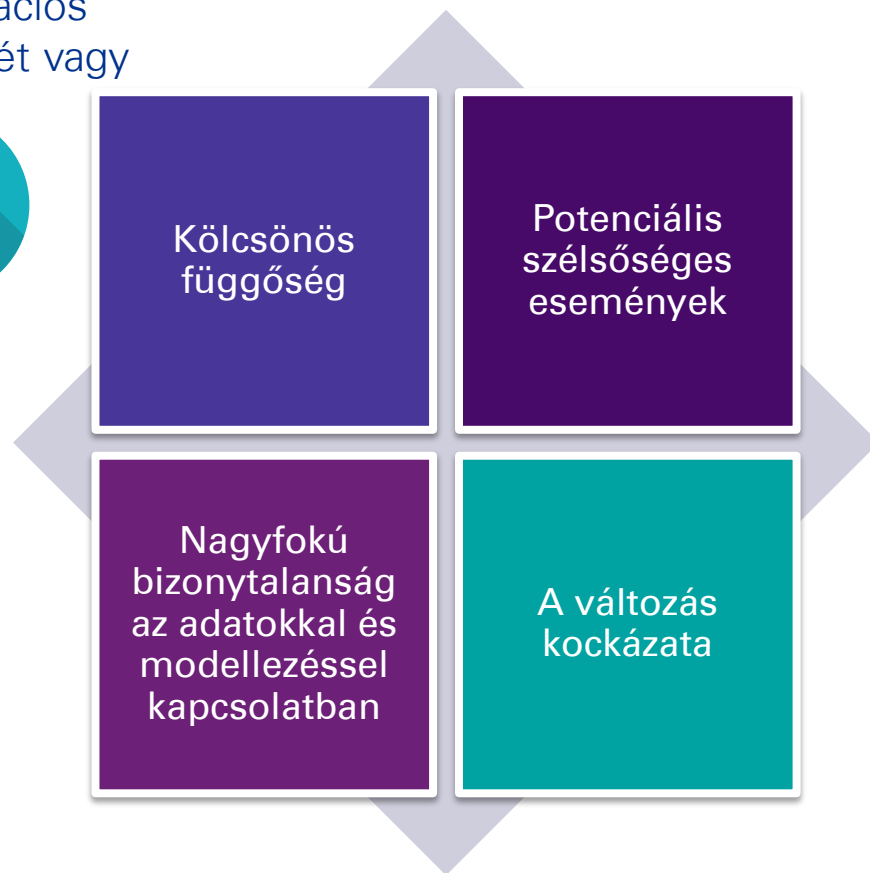 ét vagy
Kölcsönös
függőség
Potenciális
szélsőséges
események
Nagyfokú
bizonytalanság
az adatokkal és
modellezéssel
kapcsolatban
A változás
kockázata